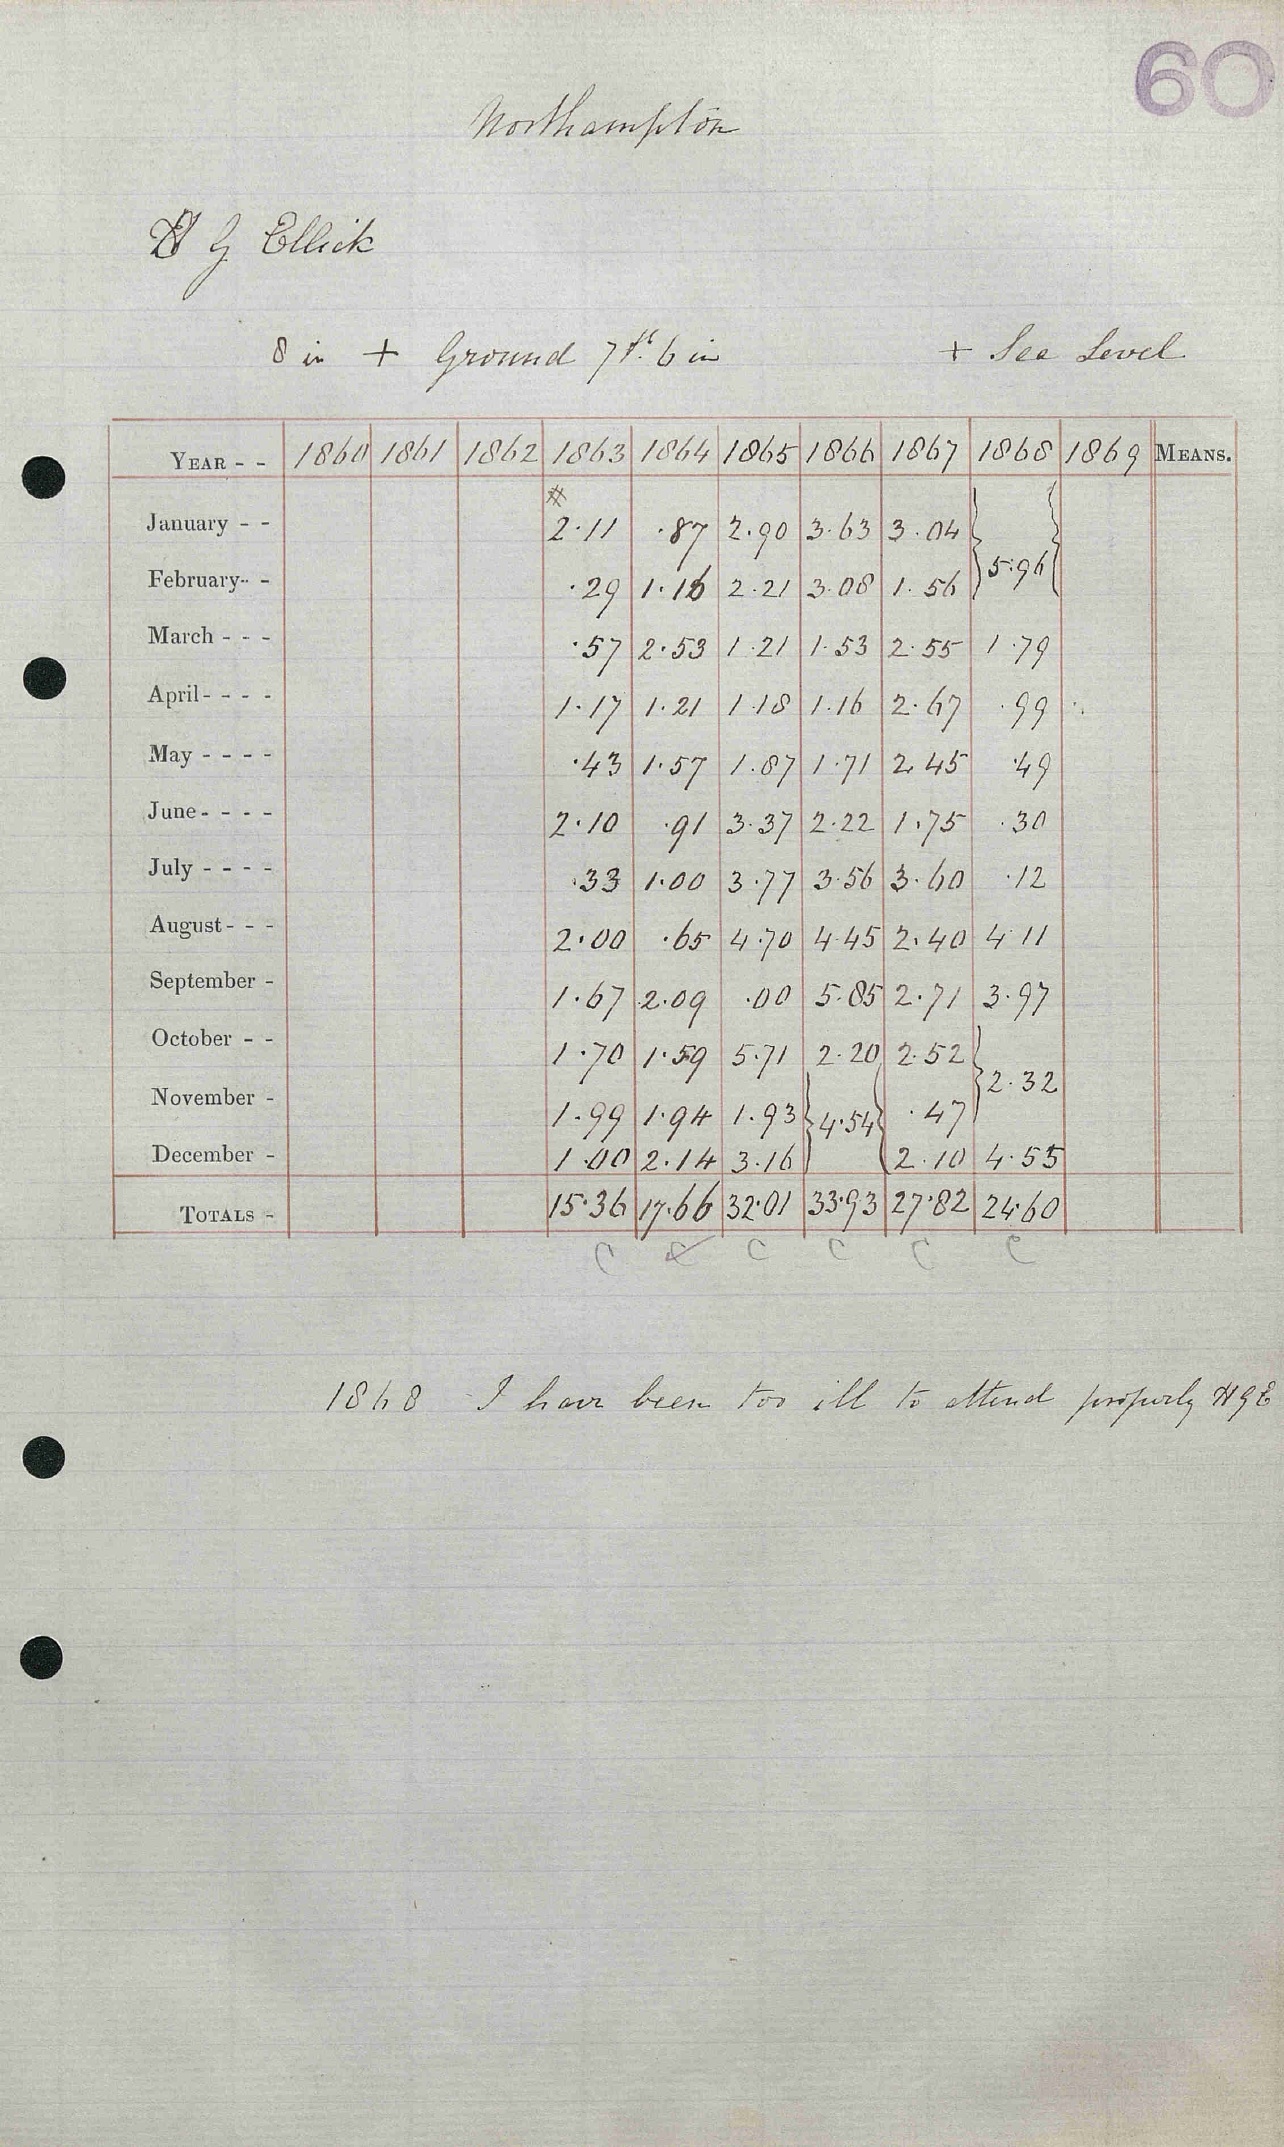 60
Northampton
H G Ellick
8 in + Ground 7 ft. 6 in + Sea Level
YEAR - - 1860 1861 1862 1863 1864 1865 1866 1867 1868 1869 MEANS.
#
January - - 2.11 .87 2.90 3.63 3.04
5.96
February - - .29 1.16 2.21 3.08 1.56
March - - - .57 2.53 1.21 1.53 2.55 1.79
April - - - - 1.17 1.21 1.18 1.16 2.67 .99
May - - - - .43 1.57 1.87 1.71 2.45 .49
June - - - - 2.10 .91 3.37 2.22 1.75 .30
July - - - - .33 1.00 3.77 3.56 3.60 .12
August - - - 2.00 .65 4.70 4.45 2.40 4.11
September - 1.67 2.09 .00 5.85 2.71 3.97
October - - 1.70 1.59 5.71 2.20 2.52
2.32
November - 1.99 1.94 1.93 4.54 .47
December - 1.00 2.14 3.16 2.10 4.55
TOTALS - 15.36 17.66 32.01 33.93 27.82 24.60
C C C C C C
1868 - I have been too ill to attend properly H G E